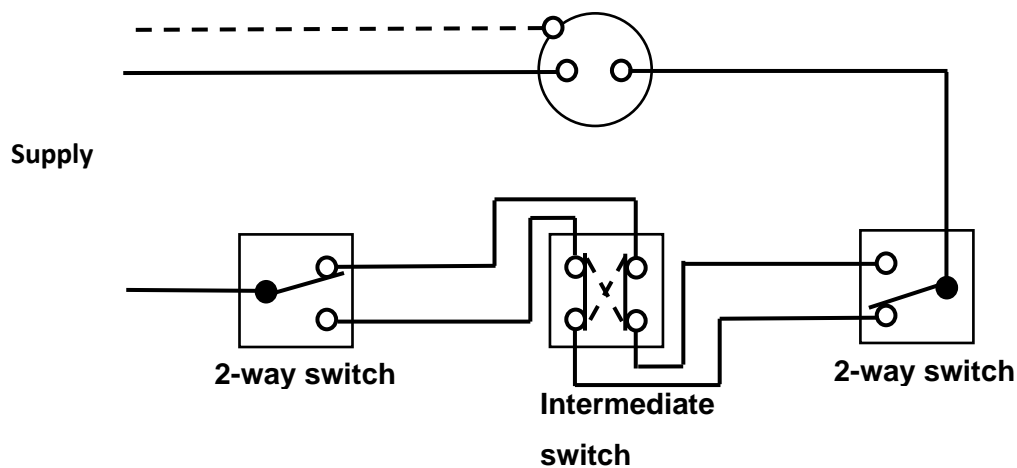 Supply
2-way switch
2-way switch
Intermediate
switch